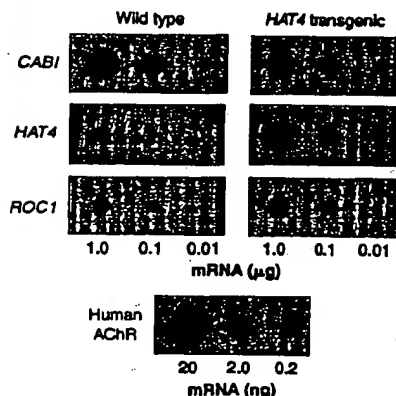 Wild type HAT4 transgenic
CABI
HAT4
ROC1
1.0 0.1 0.01 1.0 0.1 0.01
mRNA (μg)
Human
AChR
20 2.0 0.2
mRNA (ng)